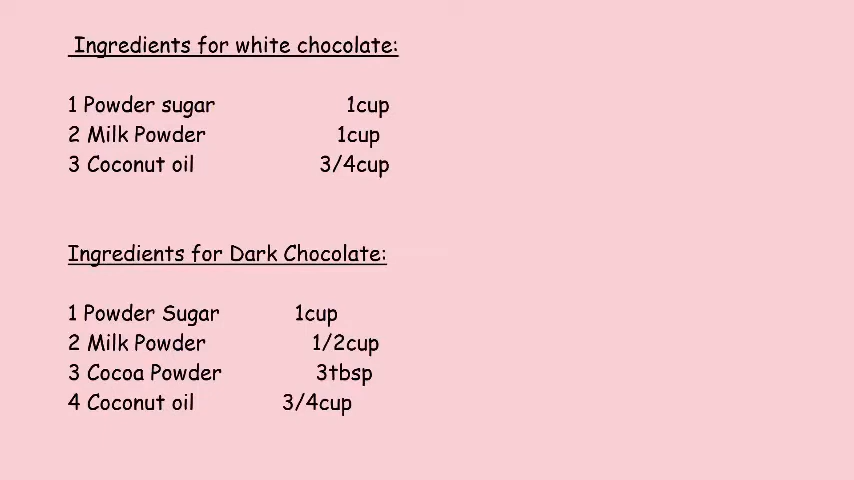 Ingredients for white chocolate:
1 Powder sugar 1cup
2 Milk Powder 1cup
3 Coconut oil 3/4cup
Ingredients for Dark Chocolate:
1 Powder Sugar 1cup
2 Milk Powder 1/2cup
3 Cocoa Powder 3tbsp
4 Coconut oil 3/4cup